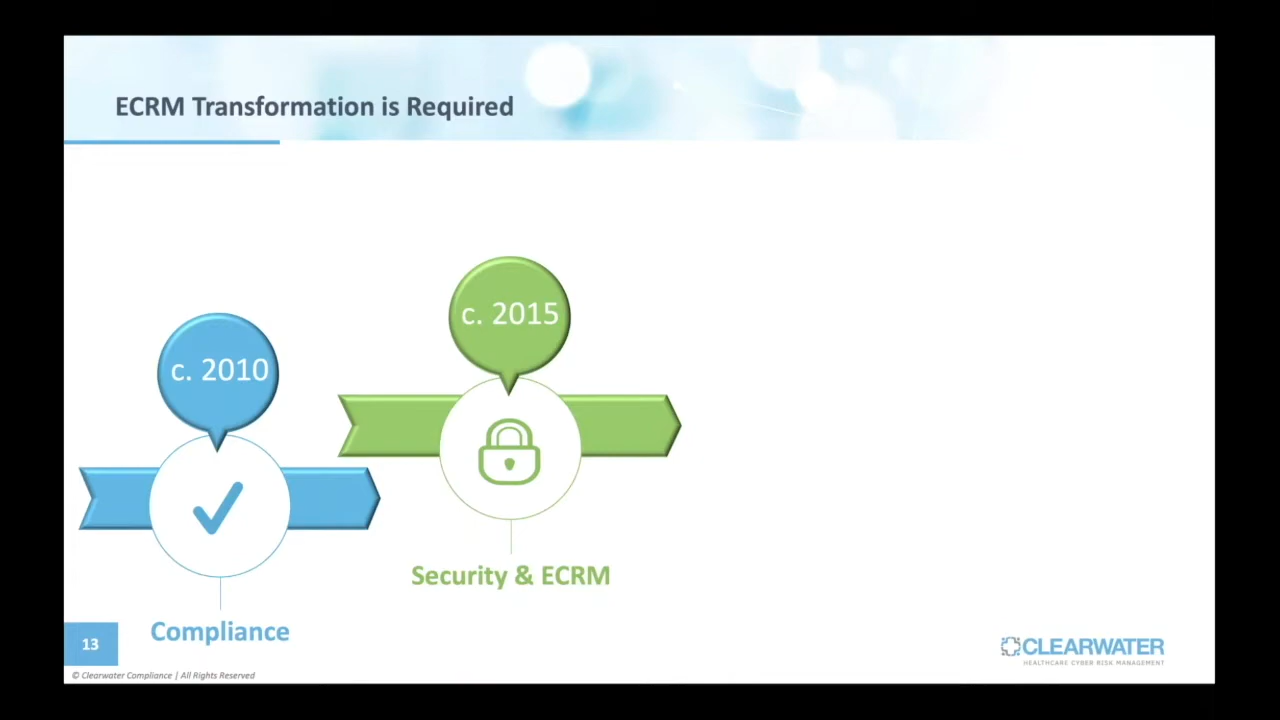 ECRM Transformation is Required
c. 2015
c. 2010
Security & ECRM
Compliance
13
CLEARWATER
HEALTHCARE CYBER RISK MANAGEMENT
© Clearwater Compliance | All Rights Reserved